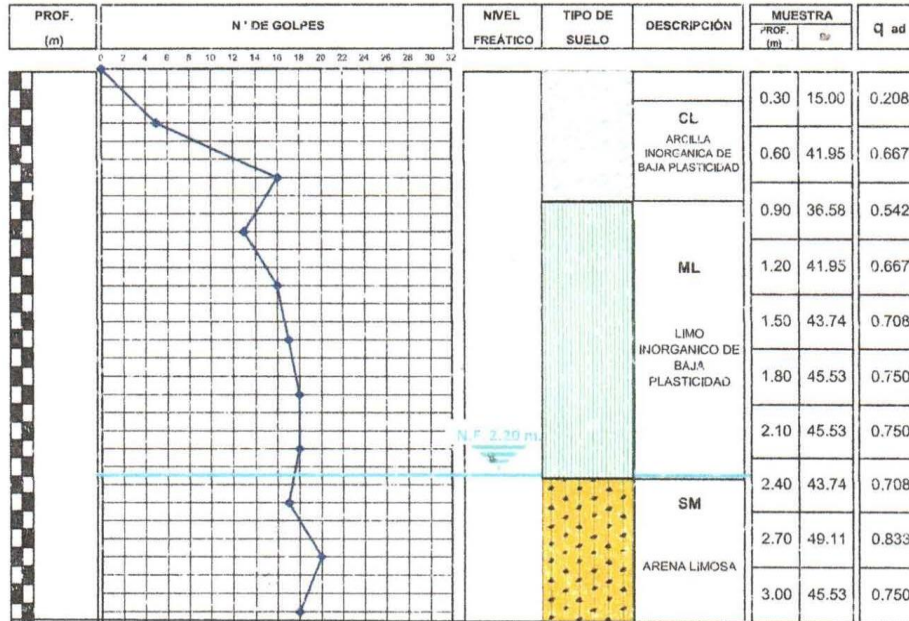 PROF.
(m)
N° DE GOLPES
NIVEL
FREÁTICO
TIPO DE
SUELO
DESCRIPCIÓN
MUESTRA
PROF.
(m)
q ad
0 2 4 6 8 10 12 14 16 18 20 22 24 26 28 30 32
0.30 15.00 0.208
CL
ARCILLA
INORGANICA DE
BAJA PLASTICIDAD
0.60 41.95 0.667
0.90 36.58 0.542
ML
1.20 41.95 0.667
LIMO
INORGANICO DE
BAJA
PLASTICIDAD
1.50 43.74 0.708
1.80 45.53 0.750
N.F. 2.20 m.
2.10 45.53 0.750
2.40 43.74 0.708
SM
2.70 49.11 0.833
ARENA LIMOSA
3.00 45.53 0.750